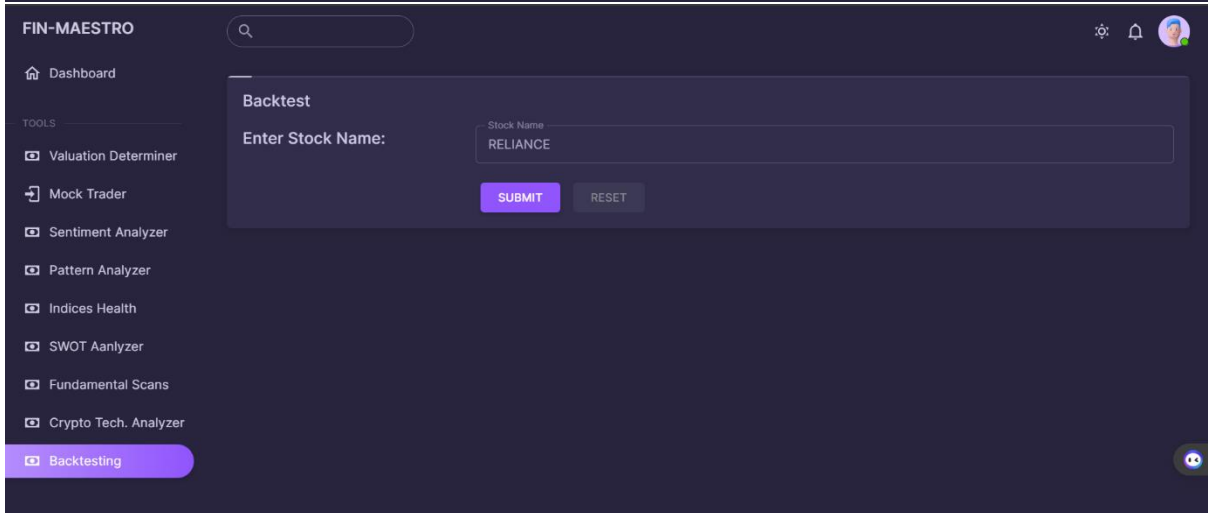 FIN-MAESTRO
Dashboard
TOOLS
Valuation Determiner
Mock Trader
Sentiment Analyzer
Pattern Analyzer
Indices Health
SWOT Aanlyzer
Fundamental Scans
Crypto Tech. Analyzer
Backtesting
Backtest
Enter Stock Name:
Stock Name
RELIANCE
SUBMIT
RESET